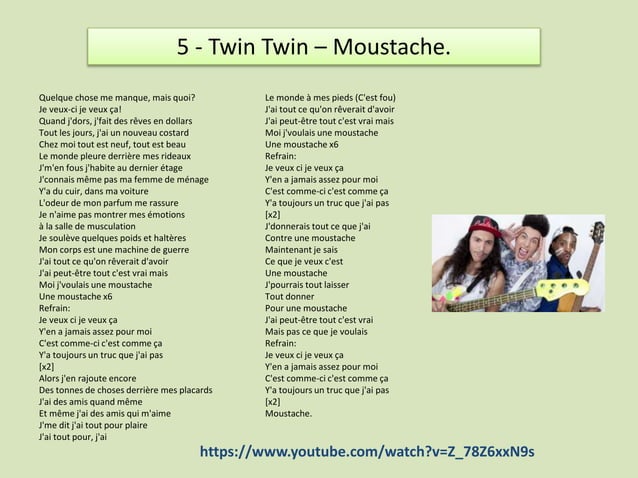 5 - Twin Twin – Moustache.
Quelque chose me manque, mais quoi?
Je veux-ci je veux ça!
Quand j'dors, j'fait des rêves en dollars
Tout les jours, j'ai un nouveau costard
Chez moi tout est neuf, tout est beau
Le monde pleure derrière mes rideaux
J'm'en fous j'habite au dernier étage
J'connais même pas ma femme de ménage
Y'a du cuir, dans ma voiture
L'odeur de mon parfum me rassure
Je n'aime pas montrer mes émotions
à la salle de musculation
Je soulève quelques poids et haltères
Mon corps est une machine de guerre
J'ai tout ce qu'on rêverait d'avoir
J'ai peut-être tout c'est vrai mais
Moi j'voulais une moustache
Une moustache x6
Refrain:
Je veux ci je veux ça
Y'en a jamais assez pour moi
C'est comme-ci c'est comme ça
Y'a toujours un truc que j'ai pas
[x2]
Alors j'en rajoute encore
Des tonnes de choses derrière mes placards
J'ai des amis quand même
Et même j'ai des amis qui m'aime
J'me dit j'ai tout pour plaire
J'ai tout pour, j'ai
Le monde à mes pieds (C'est fou)
J'ai tout ce qu'on rêverait d'avoir
J'ai peut-être tout c'est vrai mais
Moi j'voulais une moustache
Une moustache x6
Refrain:
Je veux ci je veux ça
Y'en a jamais assez pour moi
C'est comme-ci c'est comme ça
Y'a toujours un truc que j'ai pas
[x2]
J'donnerais tout ce que j'ai
Contre une moustache
Maintenant je sais
Ce que je veux c'est
Une moustache
J'pourrais tout laisser
Tout donner
Pour une moustache
J'ai peut-être tout c'est vrai
Mais pas ce que je voulais
Refrain:
Je veux ci je veux ça
Y'en a jamais assez pour moi
C'est comme-ci c'est comme ça
Y'a toujours un truc que j'ai pas
[x2]
Moustache.
https://www.youtube.com/watch?v=Z_78Z6xxN9s